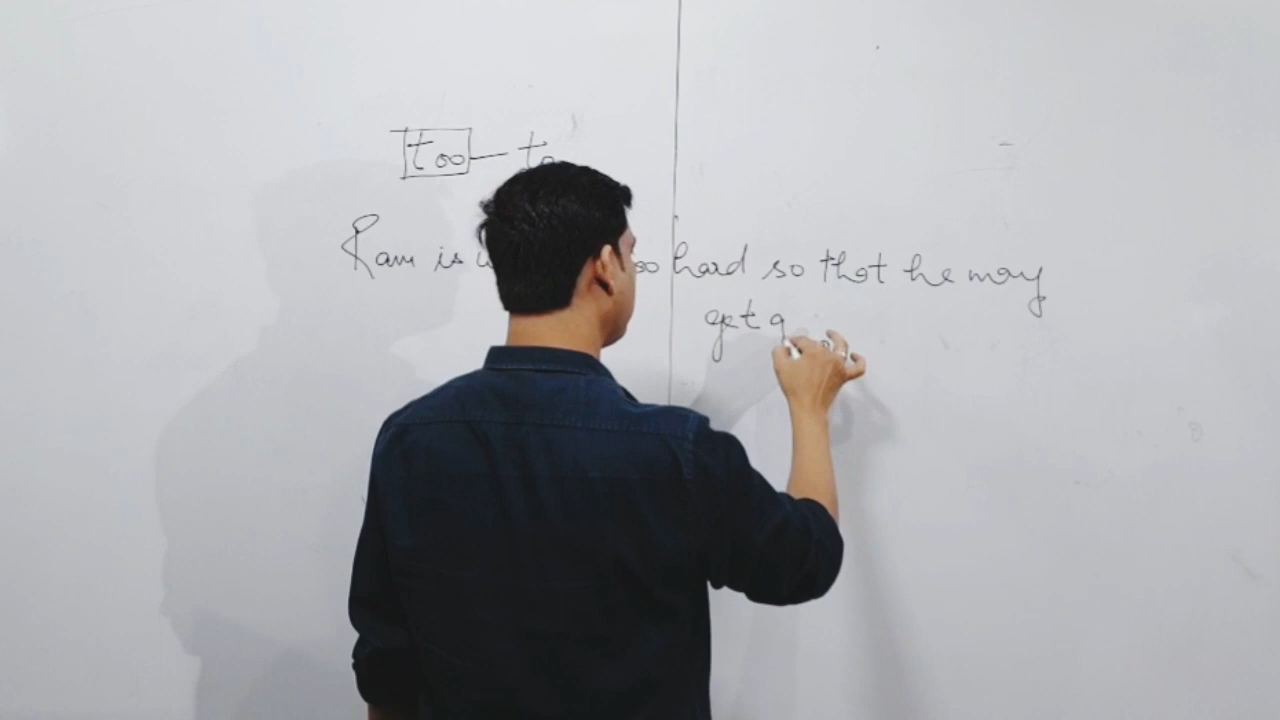 too — to
Ram is hard so that he may
get a